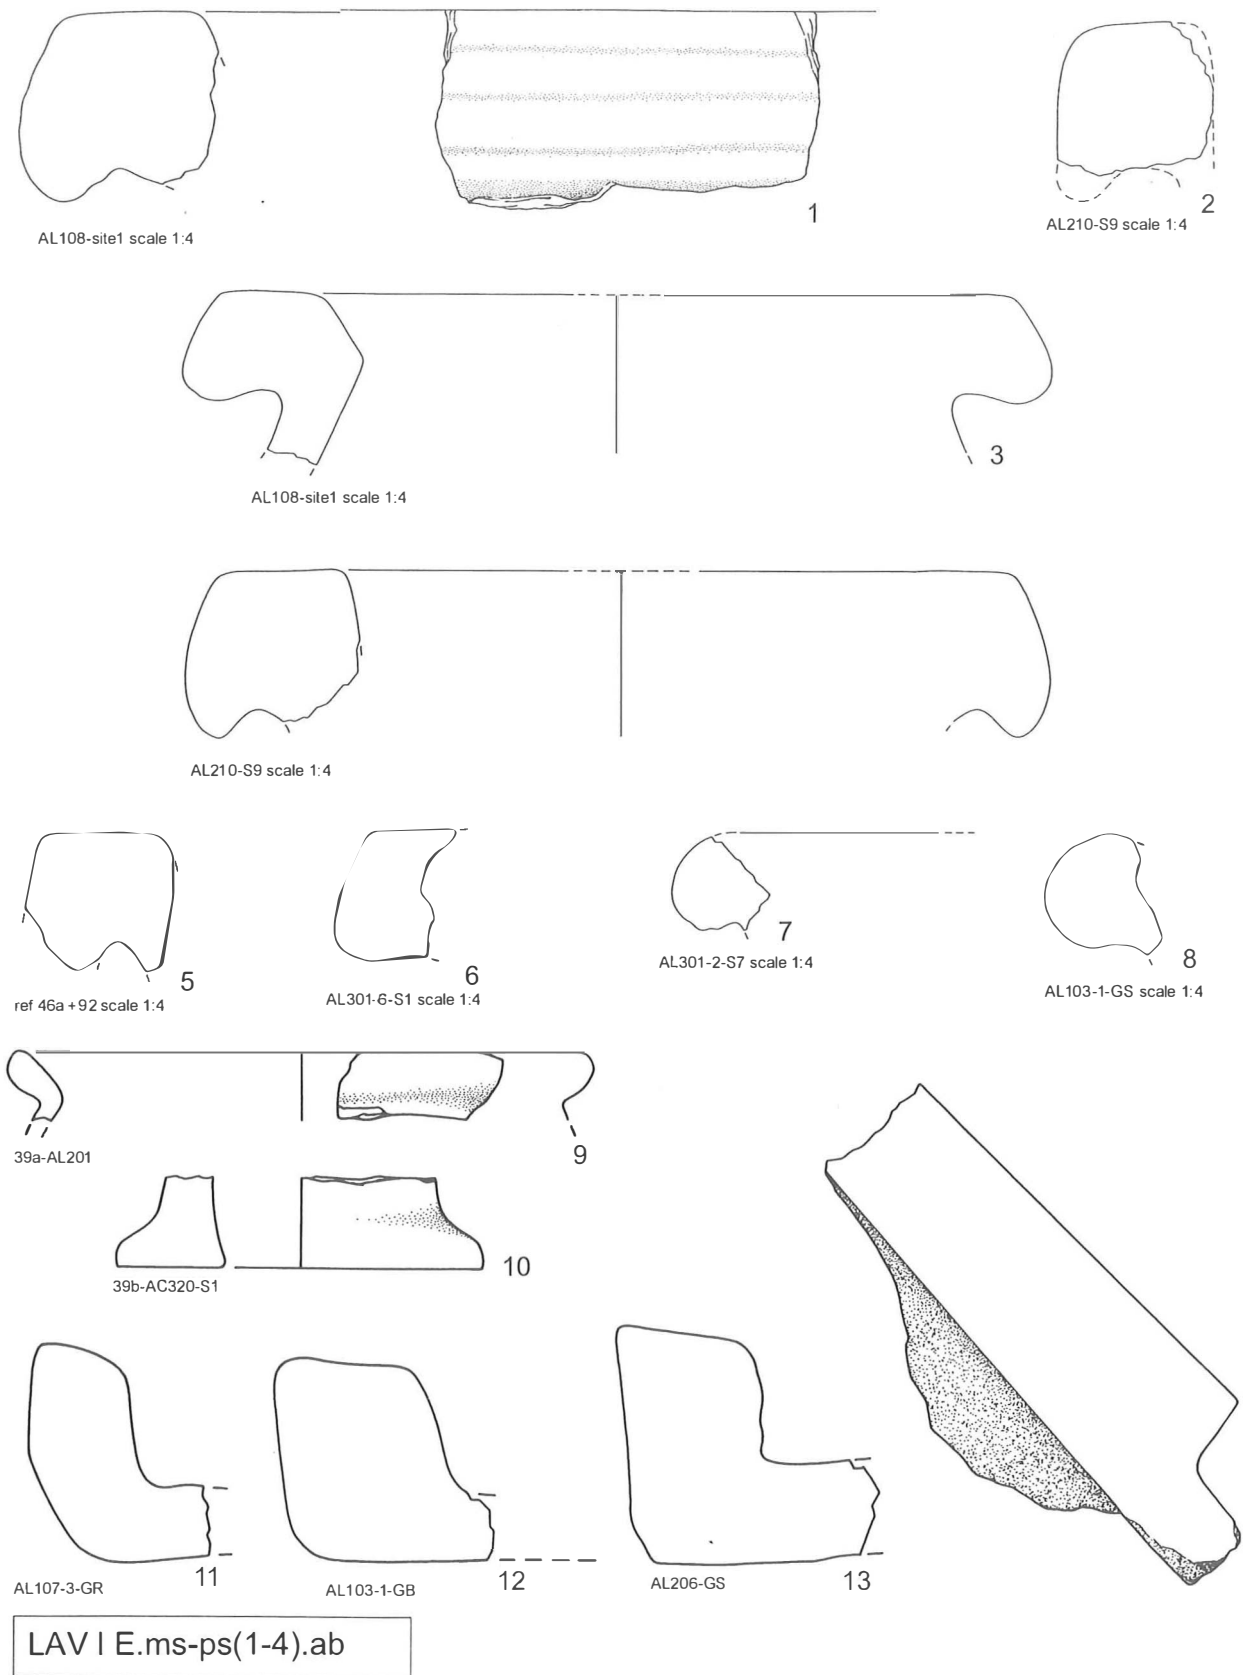 1
AL108-site1 scale 1:4
2
AL210-S9 scale 1:4
3
AL108-site1 scale 1:4
AL210-S9 scale 1:4
5
ref 46a+92 scale 1:4
6
AL301-6-S1 scale 1:4
7
AL301-2-S7 scale 1:4
8
AL103-1-GS scale 1:4
39a-AL201
9
10
39b-AC320-S1
AL107-3-GR
11
AL103-1-GB
12
AL206-GS
13
LAV I E.ms-ps(1-4).ab